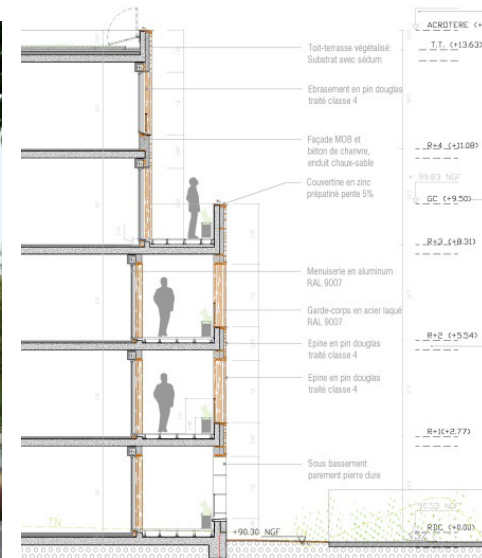 ACROTERE (+
Toit-terrasse végétalisé:
Substrat avec sédum
T.T. (+13.63)
Ebrasement en pin douglas
traité classe 4
Façade MOB et
béton de chanvre,
enduit chaux-sable
R+4 (+11.08)
Couvertine en zinc
prépatiné pente 5%
99.83 NGF
GC (+9.50)
R+3 (+8.31)
Menuiserie en aluminum
RAL 9007
Garde-corps en acier laqué
RAL 9007
Epine en pin douglas
traité classe 4
R+2 (+5.54)
Epine en pin douglas
traité classe 4
R+1(+2.77)
Sous bassement
parement pierre dure
TN
+90.30 NGF
RDC (+0.00)